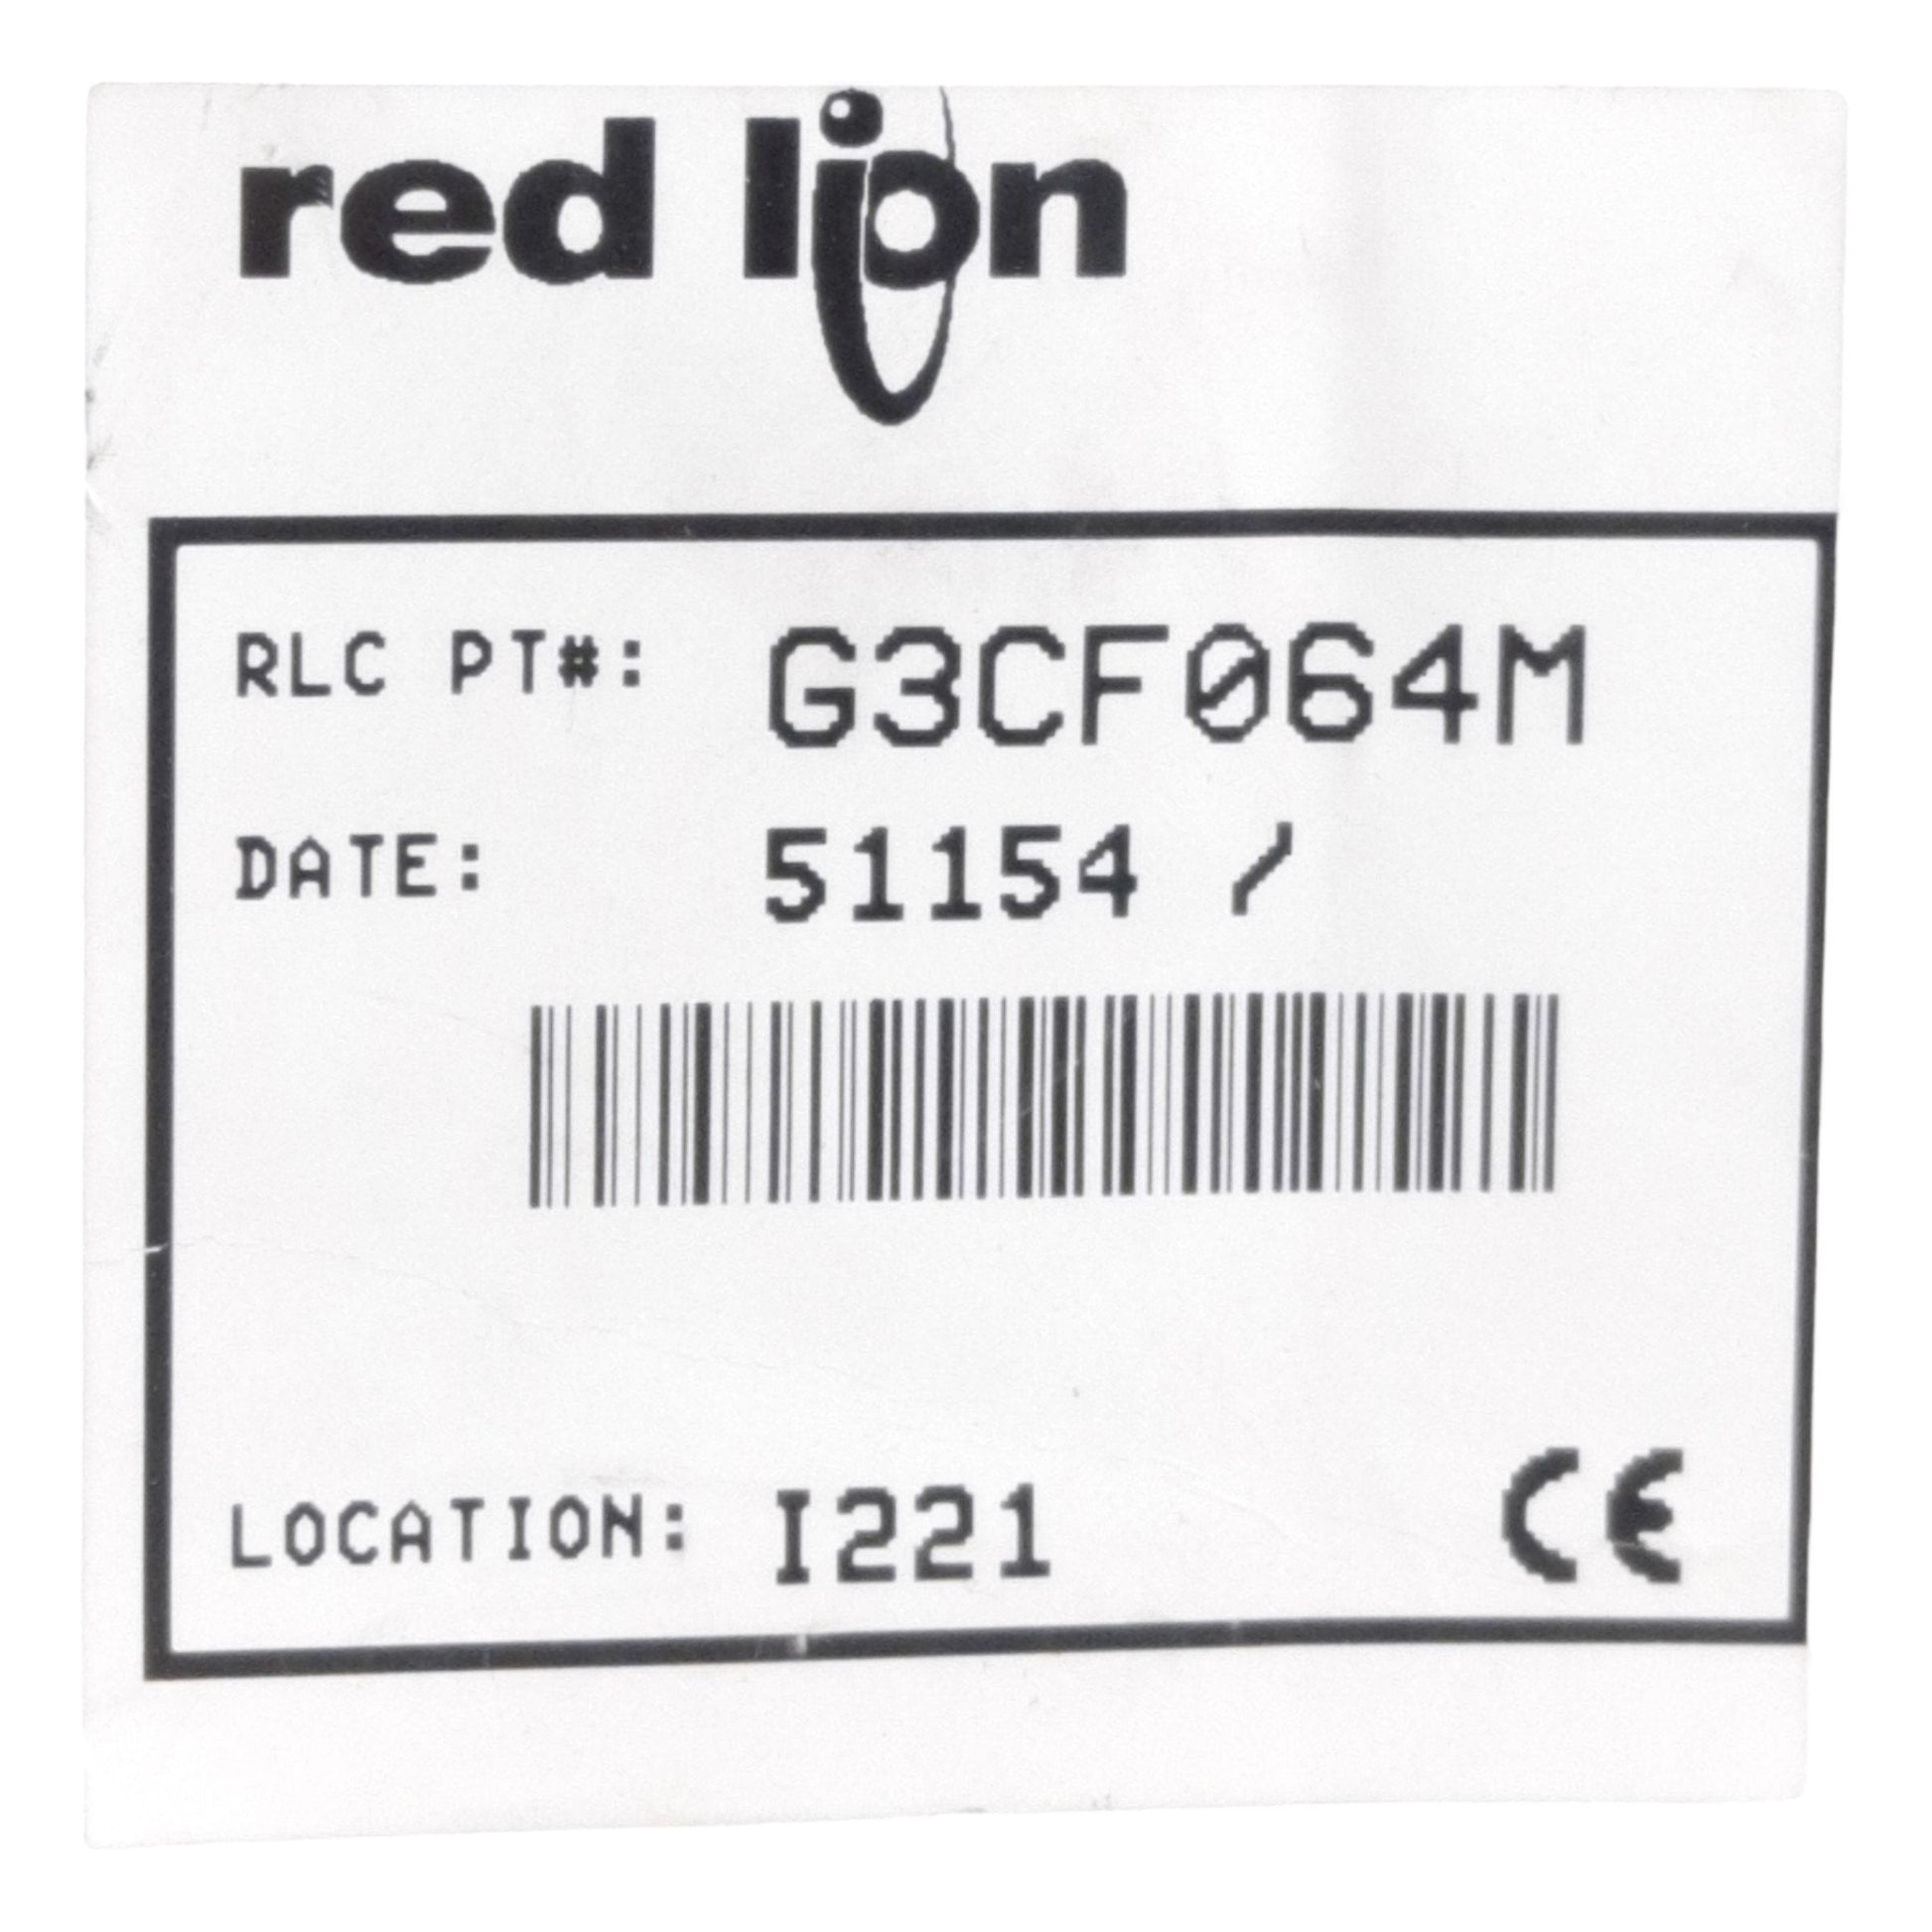 red lion
RLC PT#: G3CF064M
DATE: 51154 /
LOCATION: I221
CE